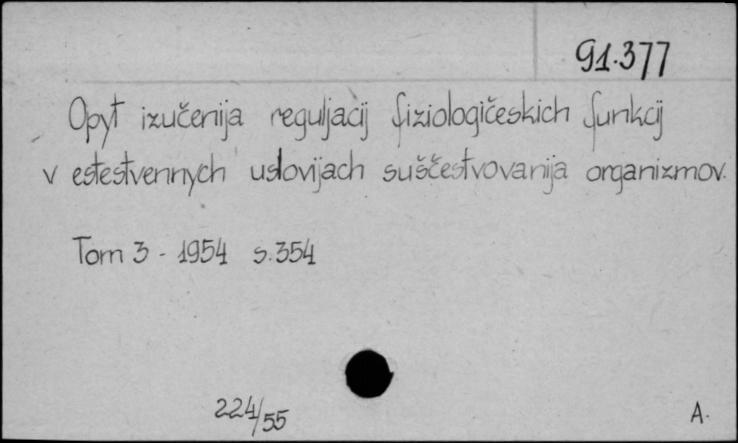 91.377
Opyt izučenija reguljacij fiziologičeskich funkcij
v estestvennych uslovijach suščestvovanija organizmov.
Tom 3 - 1954 s. 354
224/55
A.